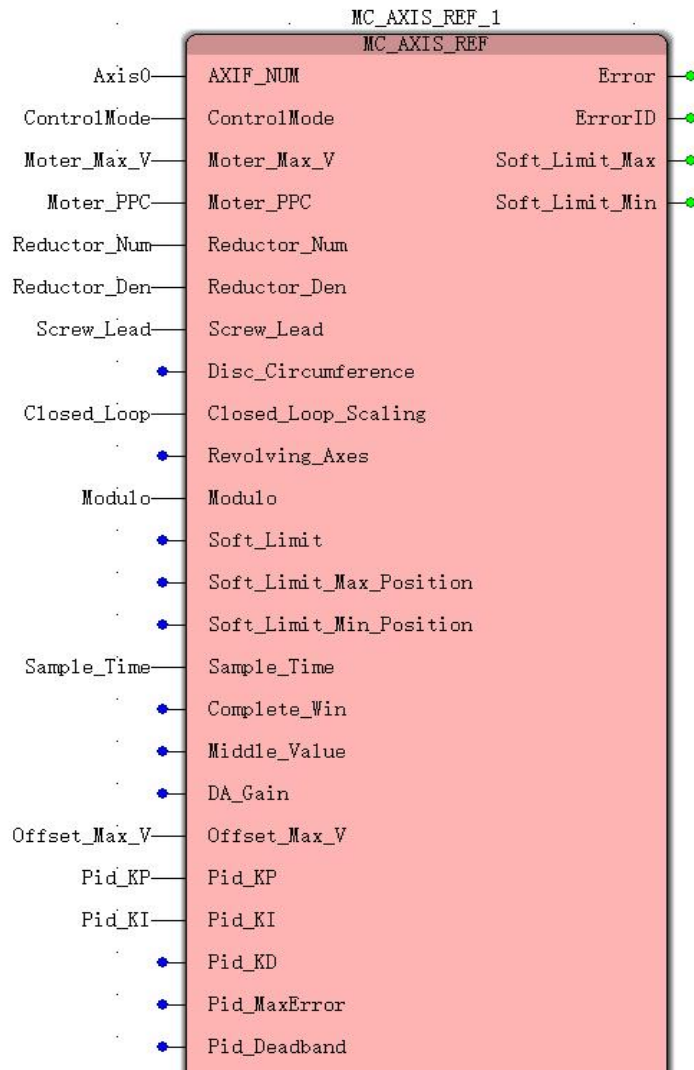 MC_AXIS_REF_1
MC_AXIS_REF
Axis0 AXIF_NUM Error
ControlMode ControlMode ErrorID
Moter_Max_V Moter_Max_V Soft_Limit_Max
Moter_PPC Moter_PPC Soft_Limit_Min
Reductor_Num Reductor_Num
Reductor_Den Reductor_Den
Screw_Lead Screw_Lead
Disc_Circumference
Closed_Loop Closed_Loop_Scaling
Revolving_Axes
Modulo Modulo
Soft_Limit
Soft_Limit_Max_Position
Soft_Limit_Min_Position
Sample_Time Sample_Time
Complete_Win
Middle_Value
DA_Gain
Offset_Max_V Offset_Max_V
Pid_KP Pid_KP
Pid_KI Pid_KI
Pid_KD
Pid_MaxError
Pid_Deadband